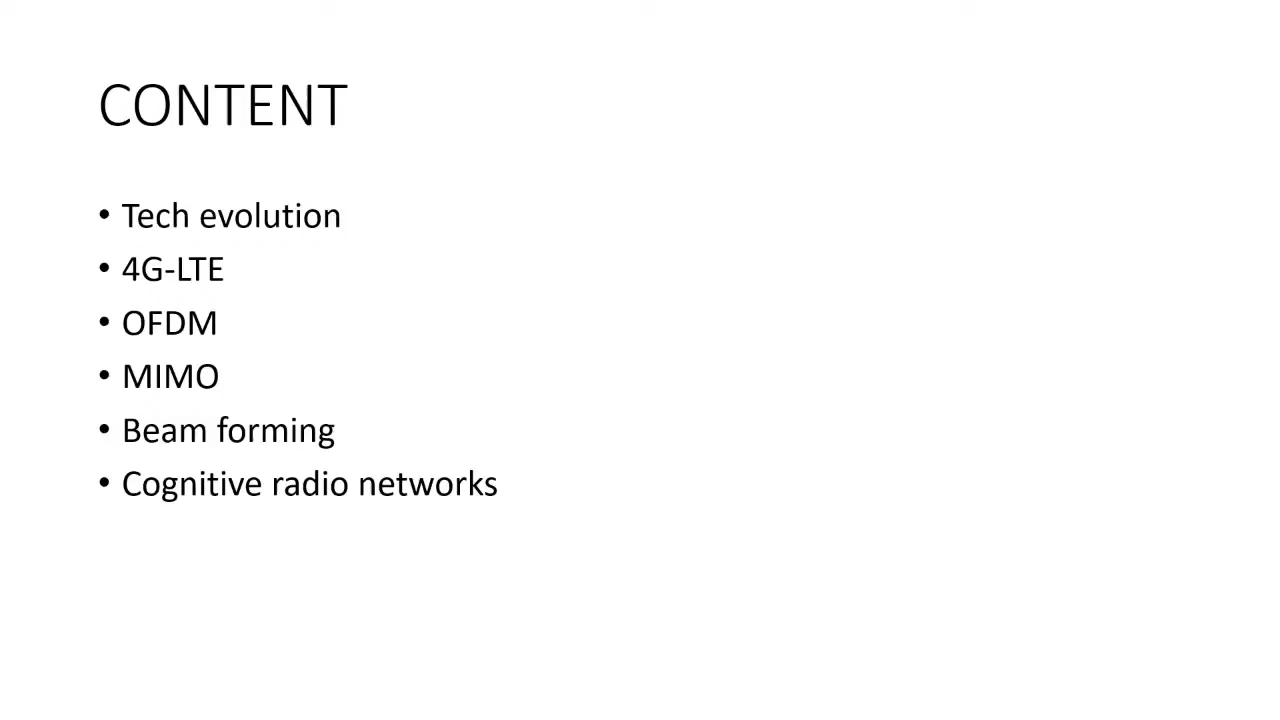 CONTENT
• Tech evolution
• 4G-LTE
• OFDM
• MIMO
• Beam forming
• Cognitive radio networks